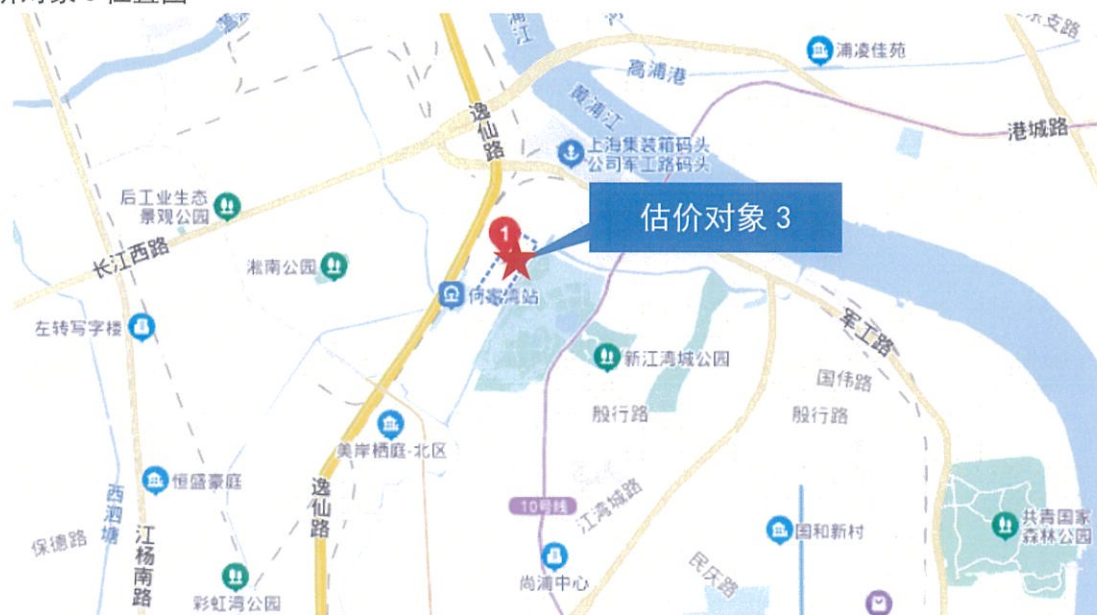 黄浦江
高浦港
浦凌佳苑
港城路
逸仙路
上海集装箱码头
公司军工路码头
后工业生态
景观公园
估价对象 3
1
长江西路
淞南公园
何家湾站
左转写字楼
军工路
新江湾城公园
国伟路
殷行路
殷行路
美岸栖庭-北区
恒盛豪庭
西泗塘
逸仙路
10号线
江湾城路
共青国家
森林公园
国和新村
保德路
江杨南路
尚浦中心
民庆路
彩虹湾公园